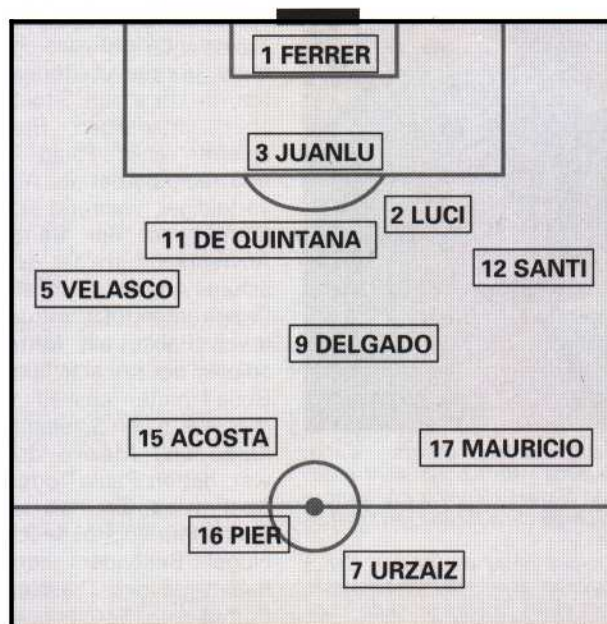 1 FERRER
3 JUANLU
2 LUCI
11 DE QUINTANA
12 SANTI
5 VELASCO
9 DELGADO
15 ACOSTA
17 MAURICIO
16 PIER
7 URZAIZ